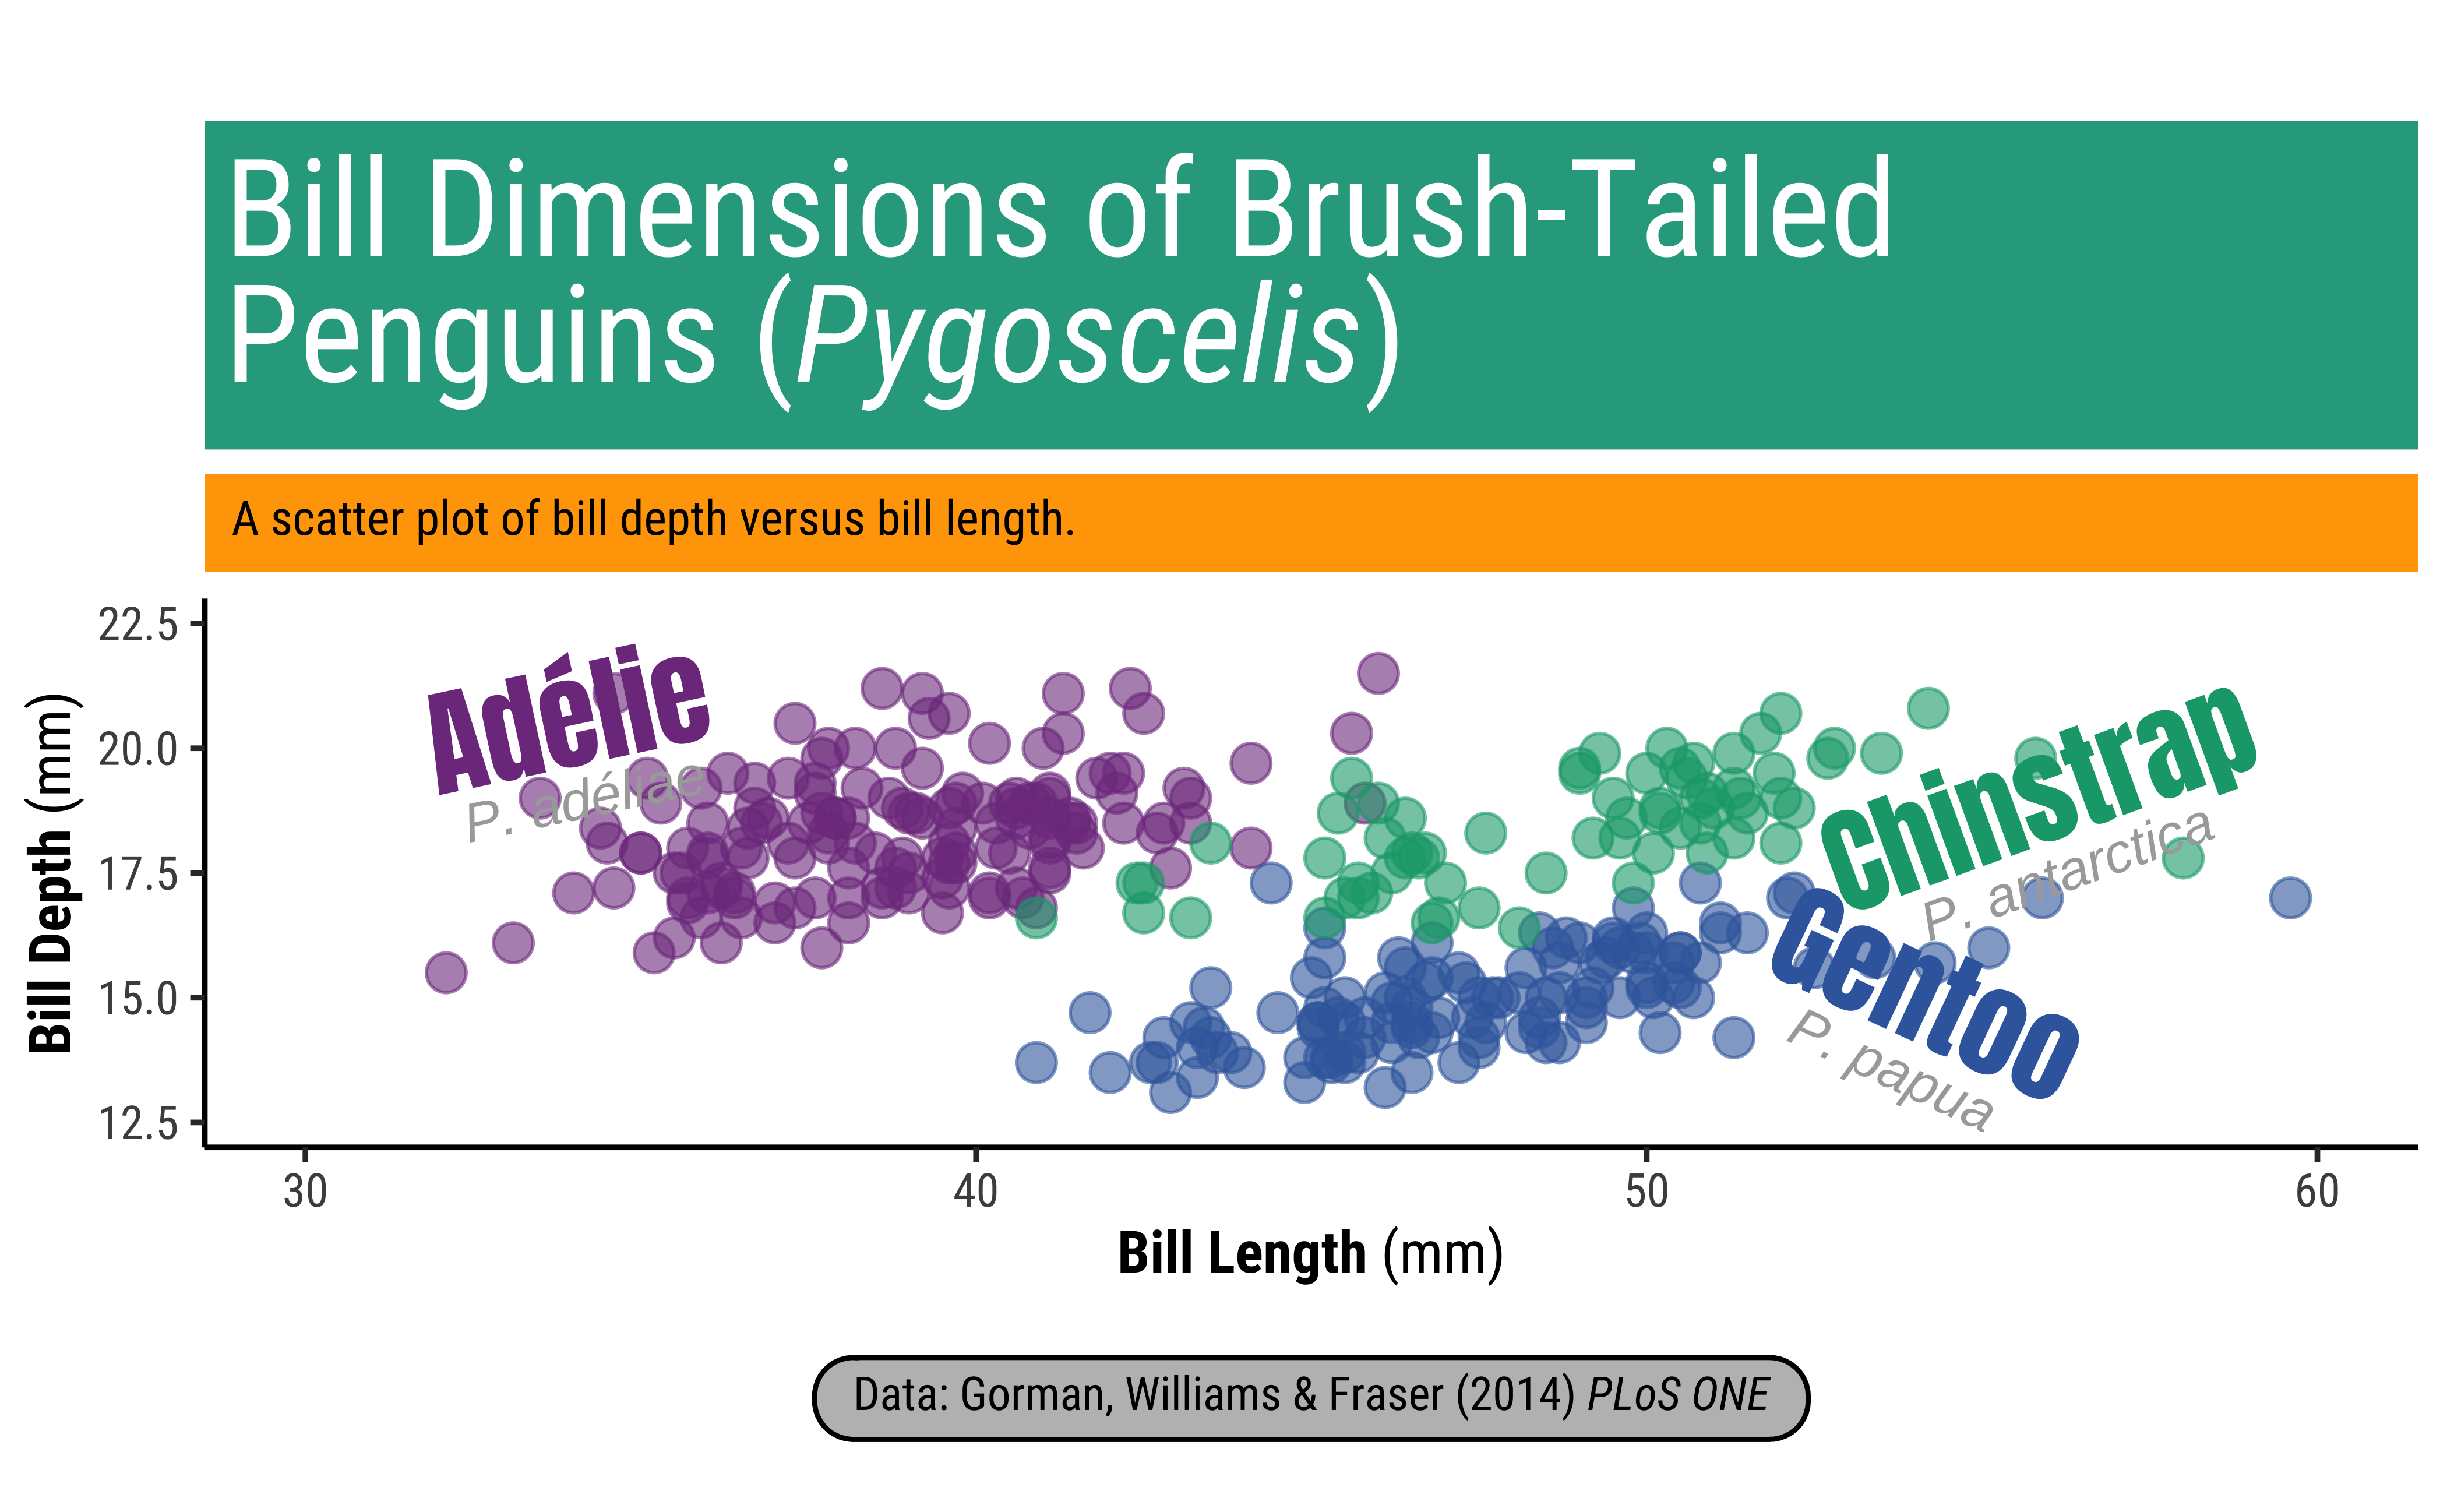 Bill Dimensions of Brush-Tailed
Penguins (Pygoscelis)
A scatter plot of bill depth versus bill length.
22.5
20.0
17.5
15.0
12.5
Bill Depth (mm)
Adélie
P. adéliae
Chinstrap
P. antarctica
Gentoo
P. papua
30
40
50
60
Bill Length (mm)
Data: Gorman, Williams & Fraser (2014) PLoS ONE